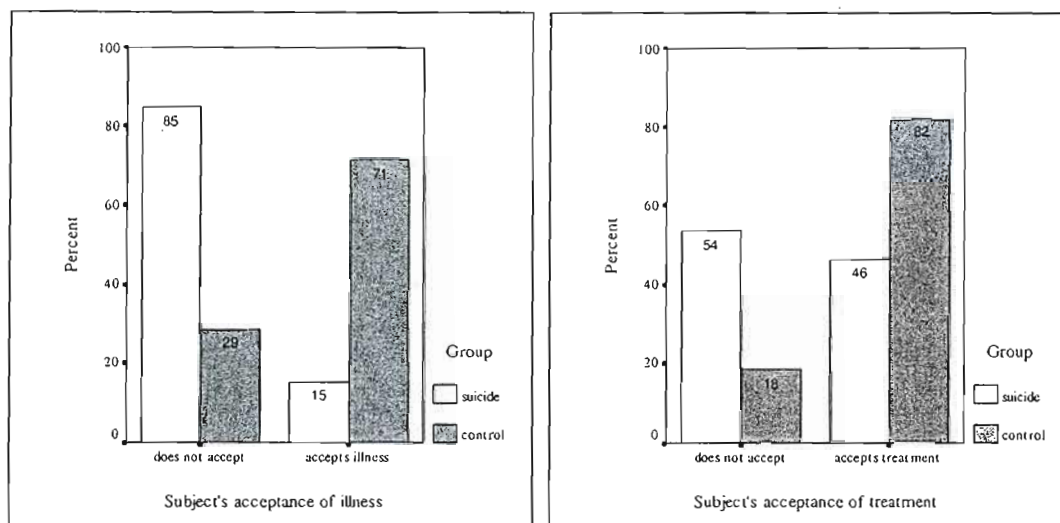 100
80
60
40
20
0
Percent
85
29
15
71
does not accept
accepts illness
Subject's acceptance of illness
Group
suicide
control
100
80
60
40
20
0
Percent
54
18
46
82
does not accept
accepts treatment
Subject's acceptance of treatment
Group
suicide
control